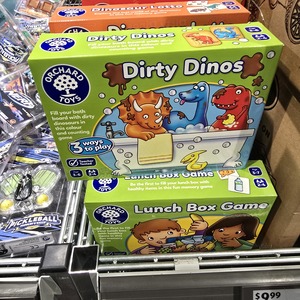 Dinosaur Lotto
Dirty Dinos
ORCHARD
TOYS
Dirty Dinos
Fill your bath
board with dirty
dinosaurs in
this colour
and counting
game
3 ways to play
Lunch Box Game
Be the first to fill your lunch box with
healthy items in this fun memory game
ORCHARD
TOYS
Lunch Box Game
PICKLEBALL
$9.99